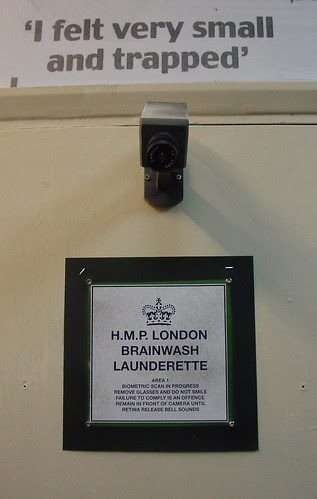 'I felt very small
and trapped'
H.M.P. LONDON
BRAINWASH
LAUNDERETTE
AREA 1
BIOMETRIC SCAN IN PROGRESS
REMOVE GLASSES AND DO NOT SMILE
FAILURE TO COMPLY IS AN OFFENCE
REMAIN IN FRONT OF CAMERA UNTIL
RETINA RELEASE BELL SOUNDS